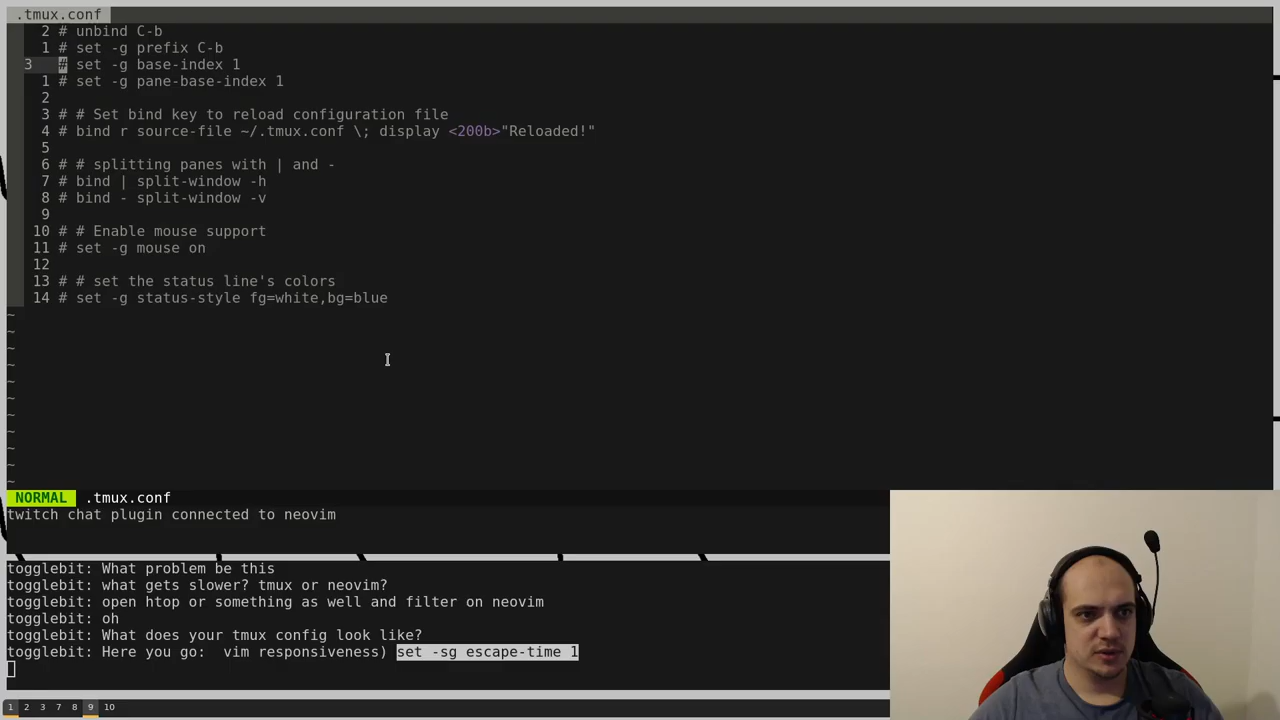 .tmux.conf
2 # unbind C-b
1 # set -g prefix C-b
3 # set -g base-index 1
1 # set -g pane-base-index 1
2
3 # # Set bind key to reload configuration file
4 # bind r source-file ~/.tmux.conf \; display <200b>"Reloaded!"
5
6 # # splitting panes with | and -
7 # bind | split-window -h
8 # bind - split-window -v
9
10 # # Enable mouse support
11 # set -g mouse on
12
13 # # set the status line's colors
14 # set -g status-style fg=white,bg=blue
~
~
~
~
~
~
~
~
~
~
~
NORMAL .tmux.conf
twitch chat plugin connected to neovim
togglebit: What problem be this
togglebit: what gets slower? tmux or neovim?
togglebit: open htop or something as well and filter on neovim
togglebit: oh
togglebit: What does your tmux config look like?
togglebit: Here you go:  vim responsiveness) set -sg escape-time 1
1 2 3 7 8 9 10